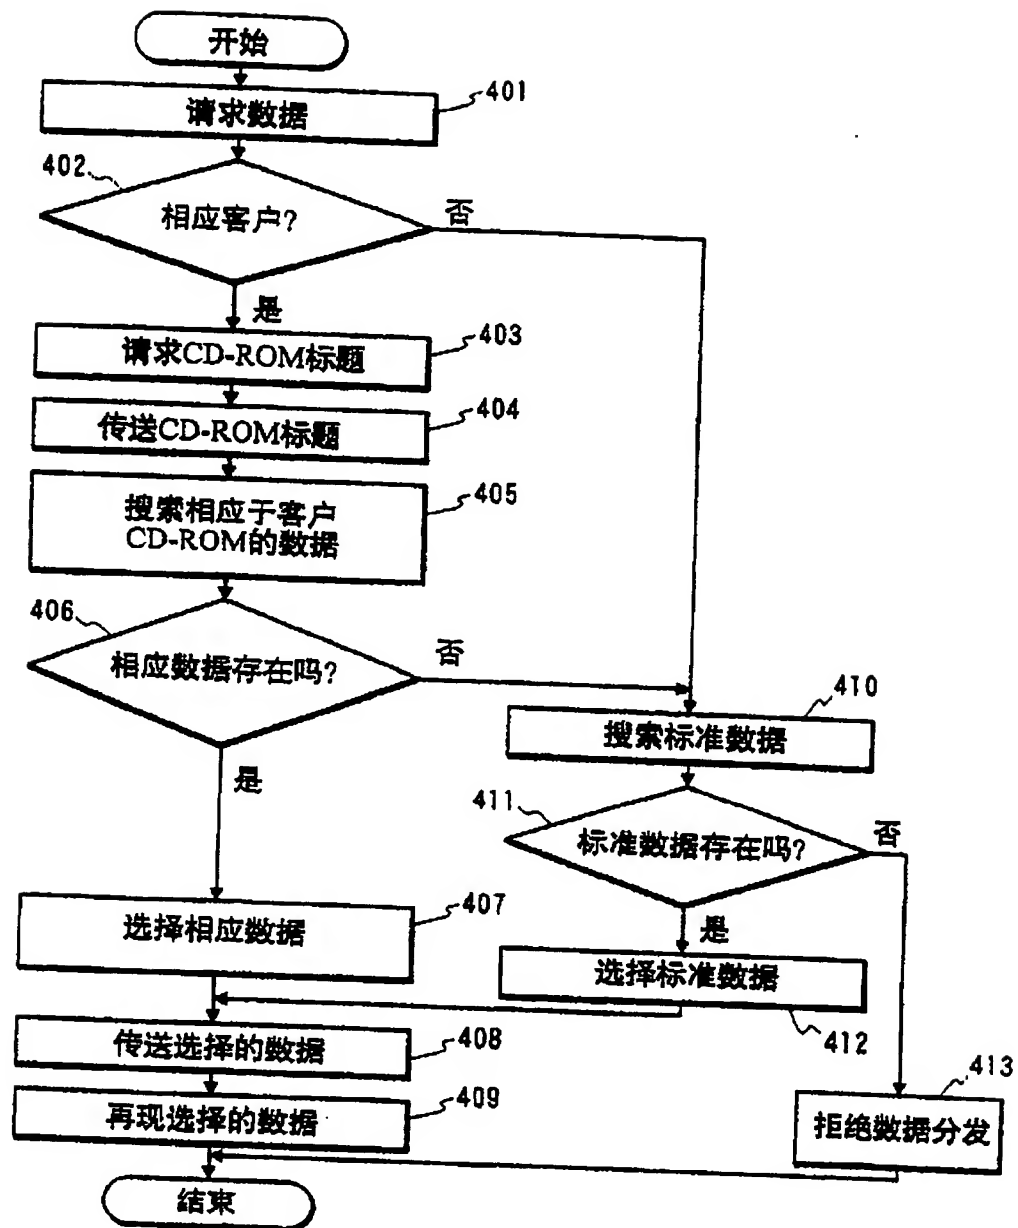 开始
请求数据
401
402
相应客户?
否
是
请求CD-ROM标题
403
传送CD-ROM标题
404
搜索相应于客户
CD-ROM的数据
405
406
相应数据存在吗?
否
是
搜索标准数据
410
411
标准数据存在吗?
否
是
选择相应数据
407
选择标准数据
412
传送选择的数据
408
再现选择的数据
409
拒绝数据分发
413
结束